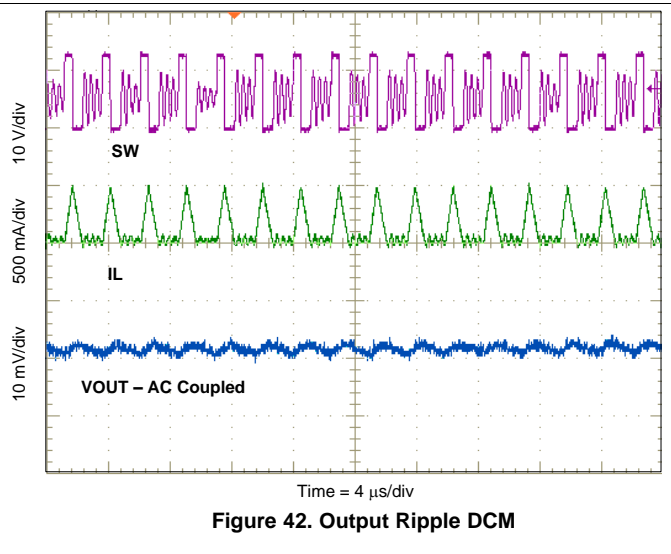 10 V/div
SW
500 mA/div
IL
10 mV/div
VOUT – AC Coupled
Time = 4 μs/div
Figure 42. Output Ripple DCM